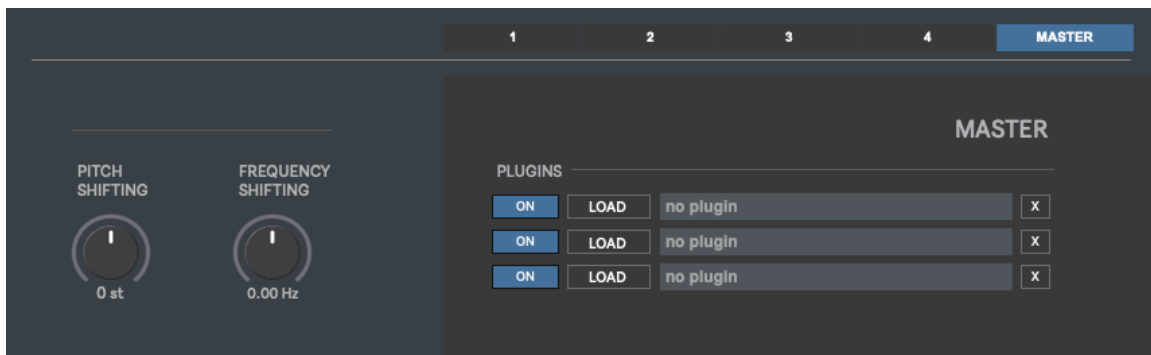 1 2 3 4 MASTER
MASTER
PITCH SHIFTING
FREQUENCY SHIFTING
0 st
0.00 Hz
PLUGINS
ON LOAD no plugin X
ON LOAD no plugin X
ON LOAD no plugin X